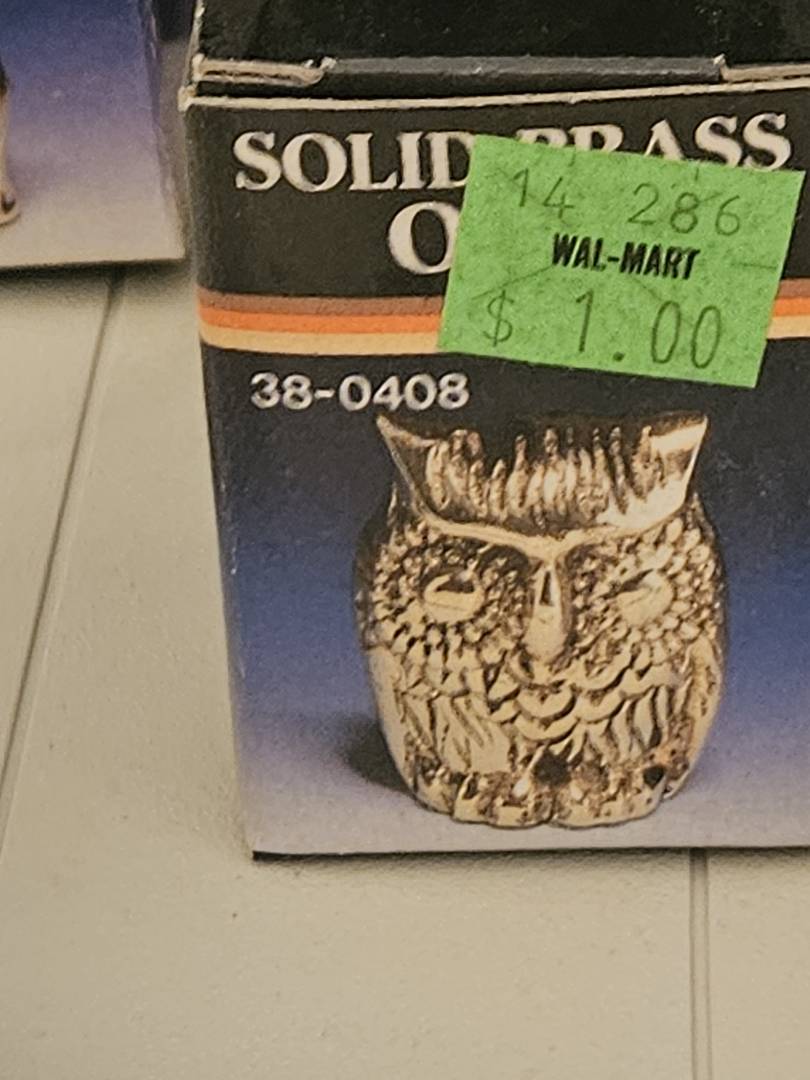 SOLID BRASS
O
14 286
WAL-MART
$ 1.00
38-0408